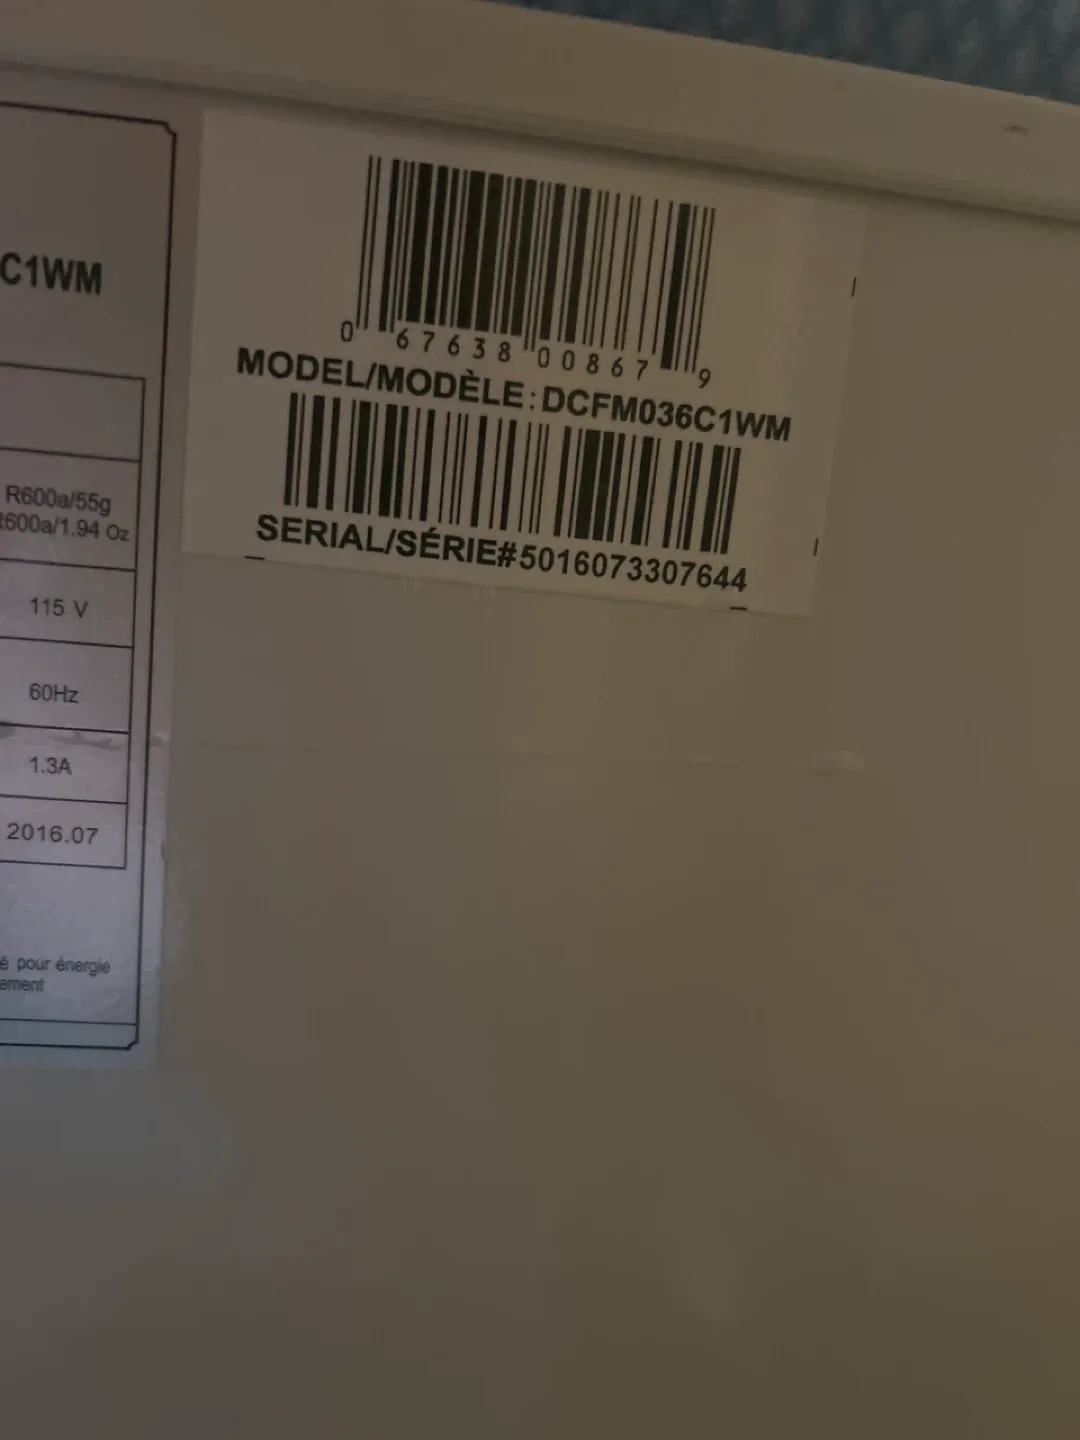 C1WM
R600a/55g
R600a/1.94 Oz
115 V
60Hz
1.3A
2016.07
é pour énergie
ement
0 67638 00867 9
MODEL/MODÈLE:DCFM036C1WM
SERIAL/SÉRIE#5016073307644